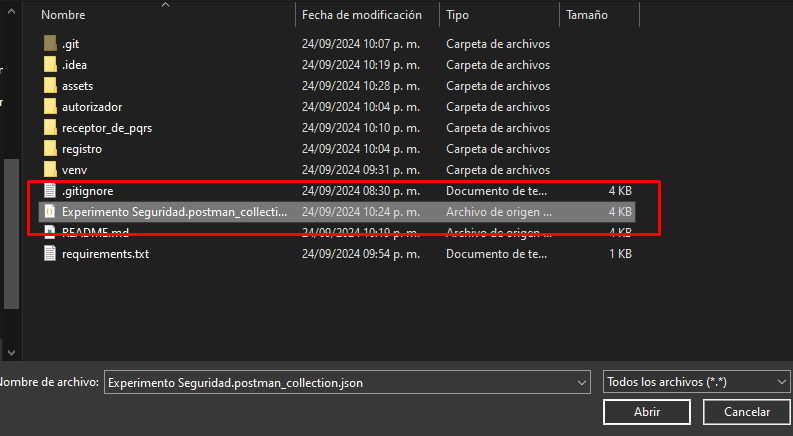 Nombre Fecha de modificación Tipo Tamaño
.git 24/09/2024 10:07 p. m. Carpeta de archivos
.idea 24/09/2024 10:19 p. m. Carpeta de archivos
assets 24/09/2024 10:28 p. m. Carpeta de archivos
autorizador 24/09/2024 10:04 p. m. Carpeta de archivos
receptor_de_pqrs 24/09/2024 10:10 p. m. Carpeta de archivos
registro 24/09/2024 10:04 p. m. Carpeta de archivos
venv 24/09/2024 09:31 p. m. Carpeta de archivos
.gitignore 24/09/2024 08:30 p. m. Documento de te... 4 KB
Experimento Seguridad.postman_collecti... 24/09/2024 10:24 p. m. Archivo de origen ... 4 KB
README.md 24/09/2024 10:19 p. m. Archivo de origen ... 4 KB
requirements.txt 24/09/2024 09:54 p. m. Documento de te... 1 KB
Nombre de archivo: Experimento Seguridad.postman_collection.json Todos los archivos (*.*)
Abrir Cancelar